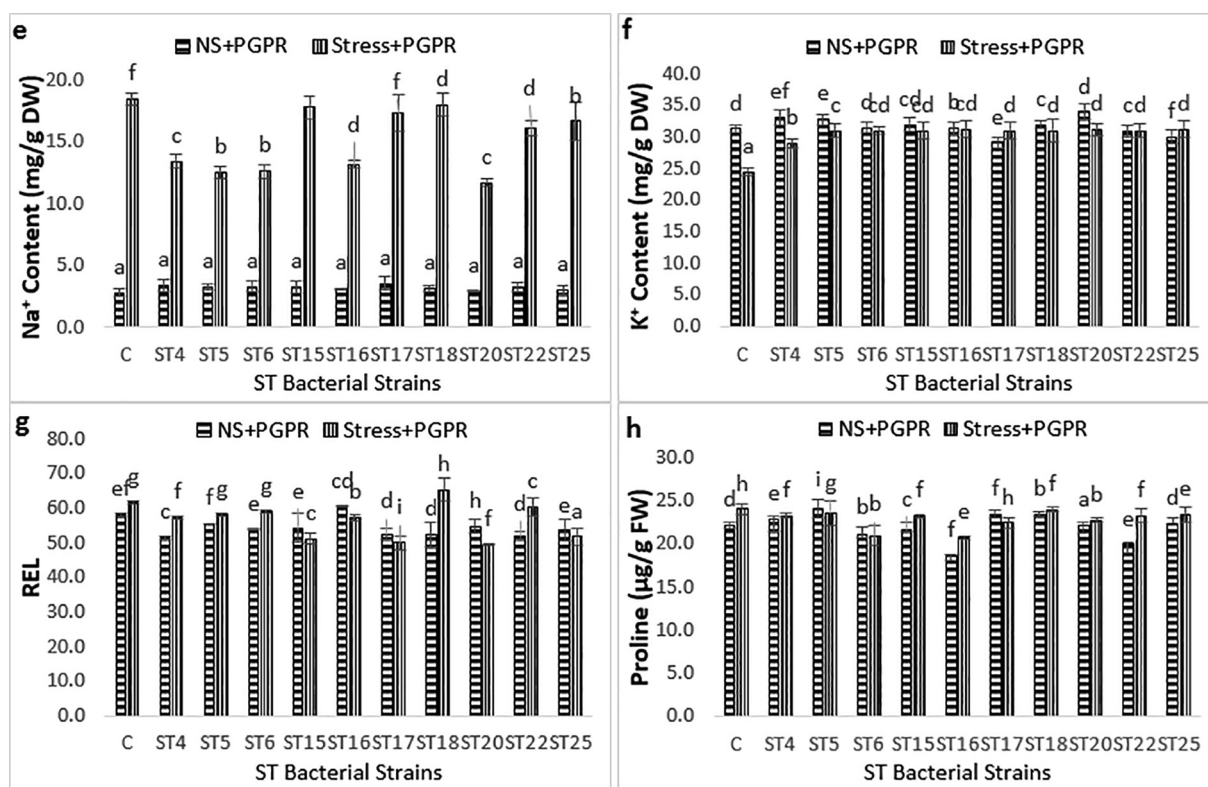 e
NS+PGPR Stress+PGPR
Na⁺ Content (mg/g DW)
20.0
15.0
10.0
5.0
0.0
f c b b d f d c d b
a a a a a a a a a a a
C ST4 ST5 ST6 ST15 ST16 ST17 ST18 ST20 ST22 ST25
ST Bacterial Strains
f
NS+PGPR Stress+PGPR
K⁺ Content (mg/g DW)
40.0
35.0
30.0
25.0
20.0
15.0
10.0
5.0
0.0
d a ef b e c d cd cd cd b cd e d c d d d cd d f d
C ST4 ST5 ST6 ST15 ST16 ST17 ST18 ST20 ST22 ST25
ST Bacterial Strains
g
NS+PGPR Stress+PGPR
REL
80.0
70.0
60.0
50.0
40.0
30.0
20.0
10.0
0.0
ef g c f f g e g e c cd b d i d h h f d c e a
C ST4 ST5 ST6 ST15 ST16 ST17 ST18 ST20 ST22 ST25
ST Bacterial Strains
h
NS+PGPR Stress+PGPR
Proline (µg/g FW)
30.0
25.0
20.0
15.0
10.0
5.0
0.0
d h e f i g b b c f f e f h b f a b e f d e
C ST4 ST5 ST6 ST15 ST16 ST17 ST18 ST20 ST22 ST25
ST Bacterial Strains